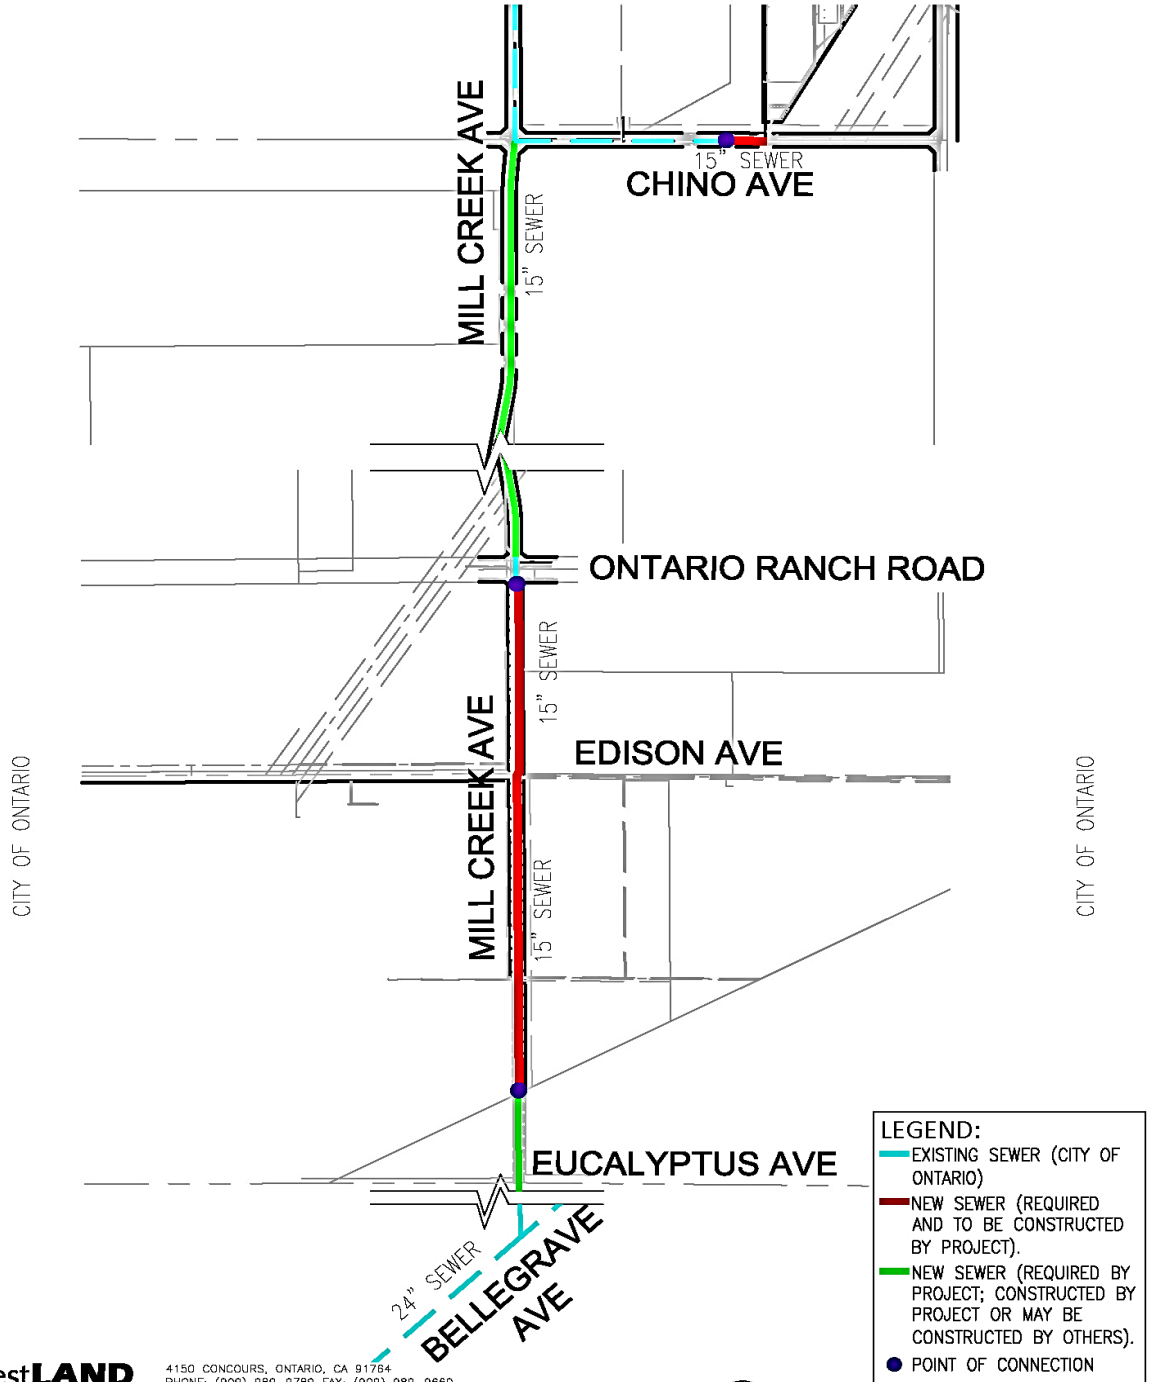 MILL CREEK AVE
15" SEWER
CHINO AVE
15" SEWER
ONTARIO RANCH ROAD
15" SEWER
MILL CREEK AVE
EDISON AVE
CITY OF ONTARIO
CITY OF ONTARIO
15" SEWER
EUCALYPTUS AVE
24" SEWER
BELLEGRAVE
AVE
LEGEND:
EXISTING SEWER (CITY OF
ONTARIO)
NEW SEWER (REQUIRED
AND TO BE CONSTRUCTED
BY PROJECT).
NEW SEWER (REQUIRED BY
PROJECT; CONSTRUCTED BY
PROJECT OR MAY BE
CONSTRUCTED BY OTHERS).
POINT OF CONNECTION
estLAND
4150 CONCOURS, ONTARIO, CA 91764